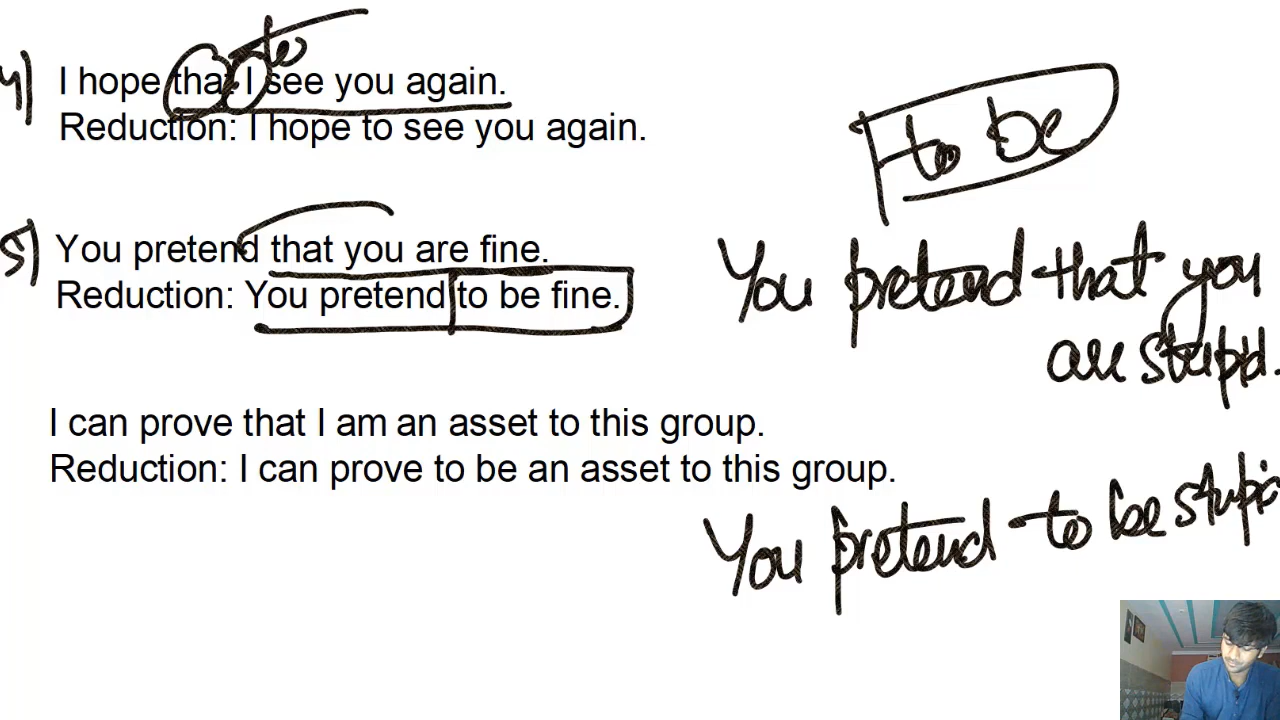 to
4) I hope that I see you again.
Reduction: I hope to see you again.
to be
5) You pretend that you are fine.
Reduction: You pretend to be fine.
You pretend that you
are stupid.
I can prove that I am an asset to this group.
Reduction: I can prove to be an asset to this group.
You pretend to be stupi